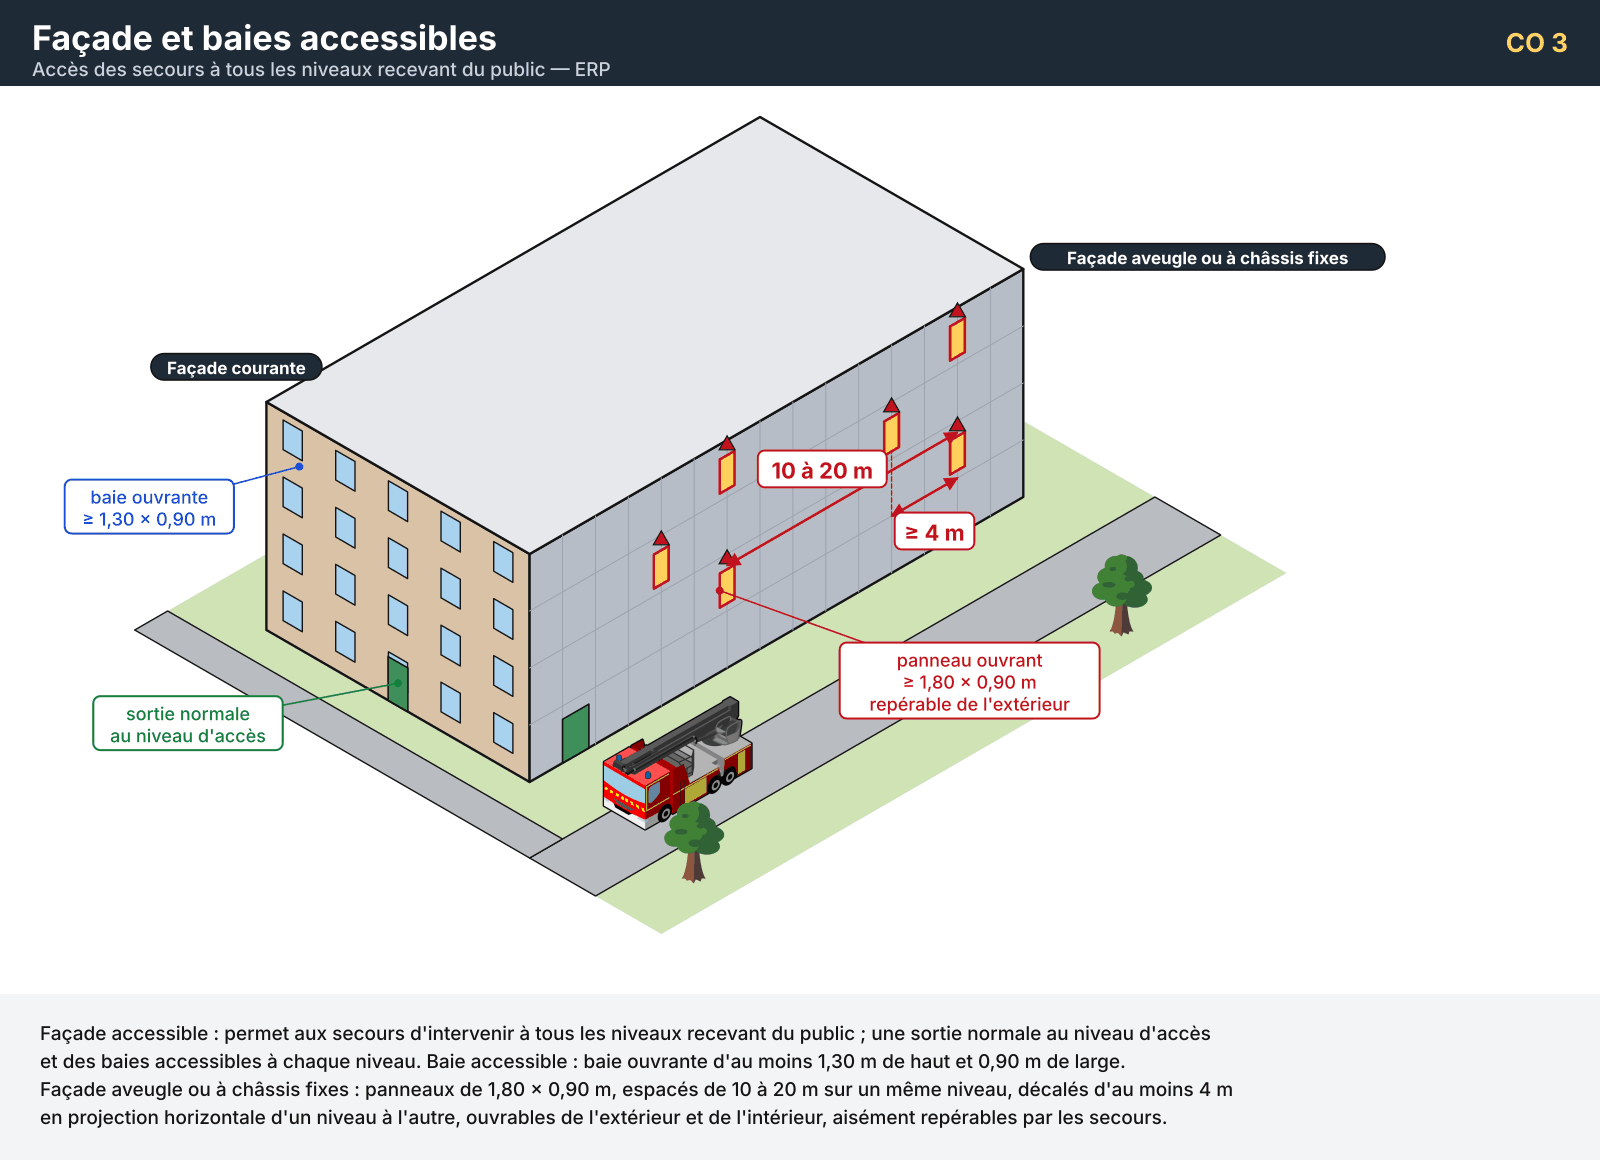 Façade et baies accessibles
Accès des secours à tous les niveaux recevant du public — ERP
CO 3
Façade aveugle ou à châssis fixes
Façade courante
baie ouvrante
≥ 1,30 × 0,90 m
10 à 20 m
≥ 4 m
panneau ouvrant
≥ 1,80 × 0,90 m
repérable de l'extérieur
sortie normale
au niveau d'accès
Façade accessible : permet aux secours d'intervenir à tous les niveaux recevant du public ; une sortie normale au niveau d'accès
et des baies accessibles à chaque niveau. Baie accessible : baie ouvrante d'au moins 1,30 m de haut et 0,90 m de large.
Façade aveugle ou à châssis fixes : panneaux de 1,80 × 0,90 m, espacés de 10 à 20 m sur un même niveau, décalés d'au moins 4 m
en projection horizontale d'un niveau à l'autre, ouvrables de l'extérieur et de l'intérieur, aisément repérables par les secours.